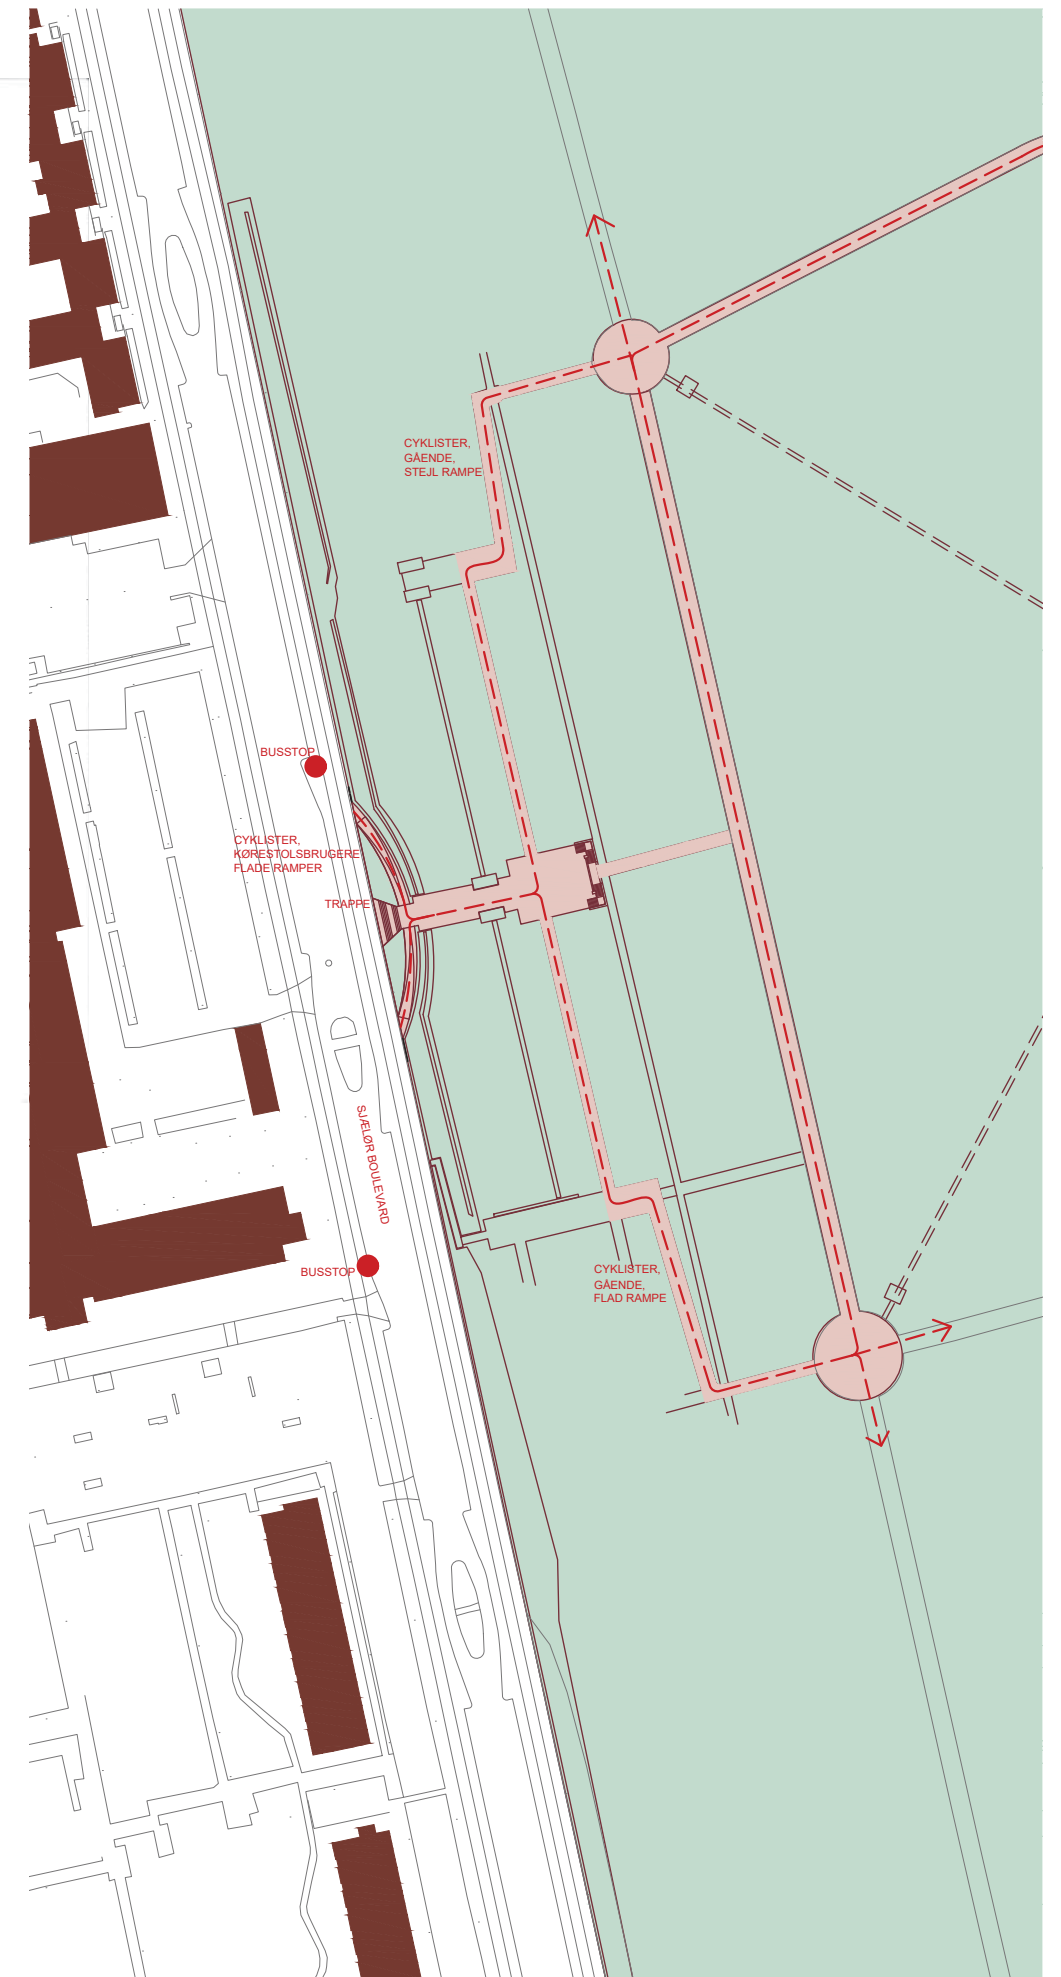 CYKLISTER,
GÅENDE,
STEJL RAMPE
BUSSTOP
CYKLISTER,
KØRESTOLSBRUGERE
FLADE RAMPER
TRAPPE
SJÆLØR BOULEVARD
BUSSTOP
CYKLISTER,
GÅENDE,
FLAD RAMPE